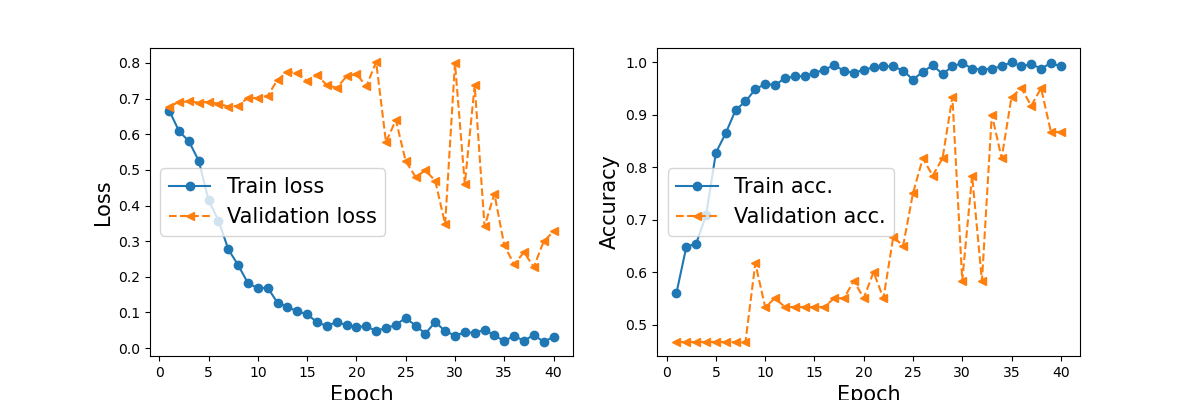 0.8
0.7
0.6
0.5
0.4
0.3
0.2
0.1
0.0
Loss
Train loss
Validation loss
0 5 10 15 20 25 30 35 40
Epoch
1.0
0.9
0.8
0.7
0.6
0.5
Accuracy
Train acc.
Validation acc.
0 5 10 15 20 25 30 35 40
Epoch